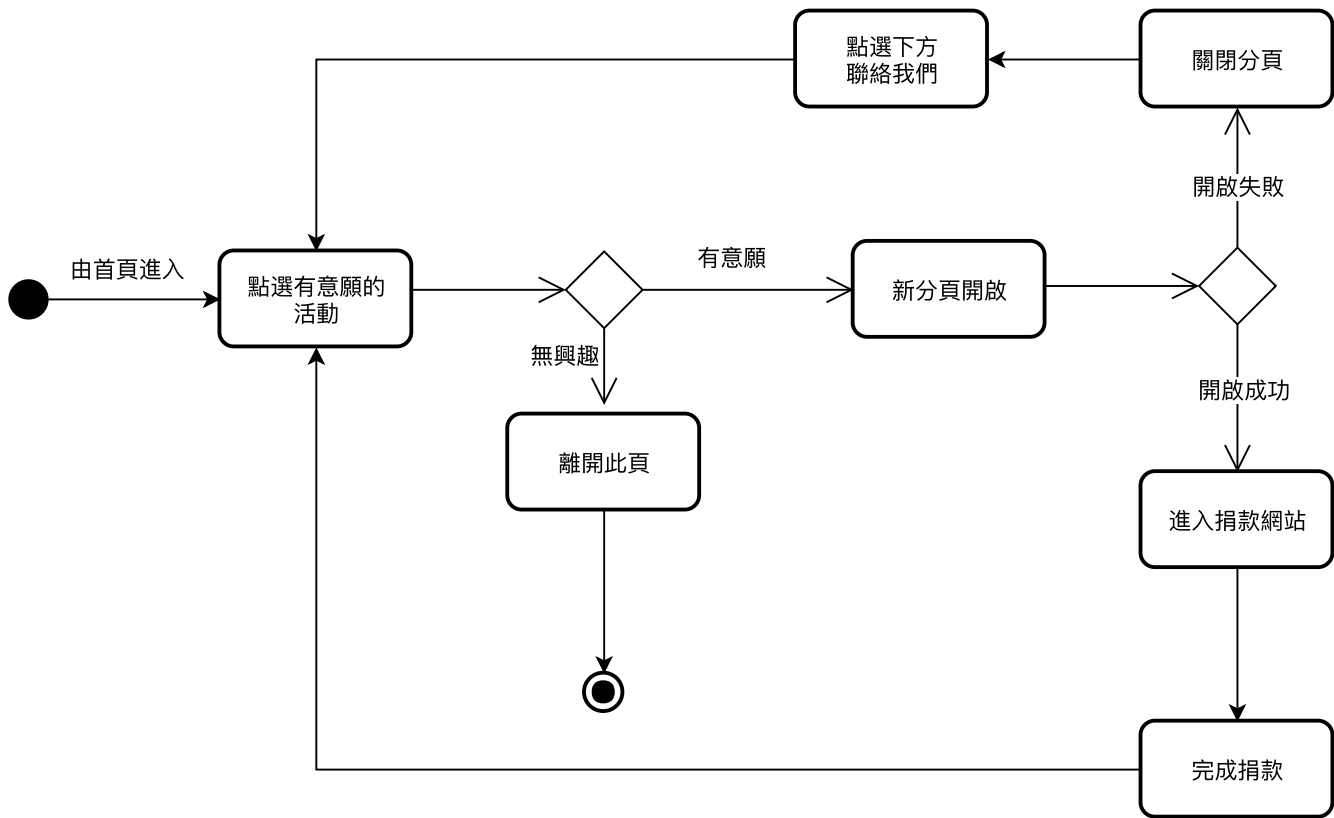 點選下方
聯絡我們
關閉分頁
開啟失敗
由首頁進入
點選有意願的
活動
有意願
新分頁開啟
無興趣
開啟成功
離開此頁
進入捐款網站
完成捐款